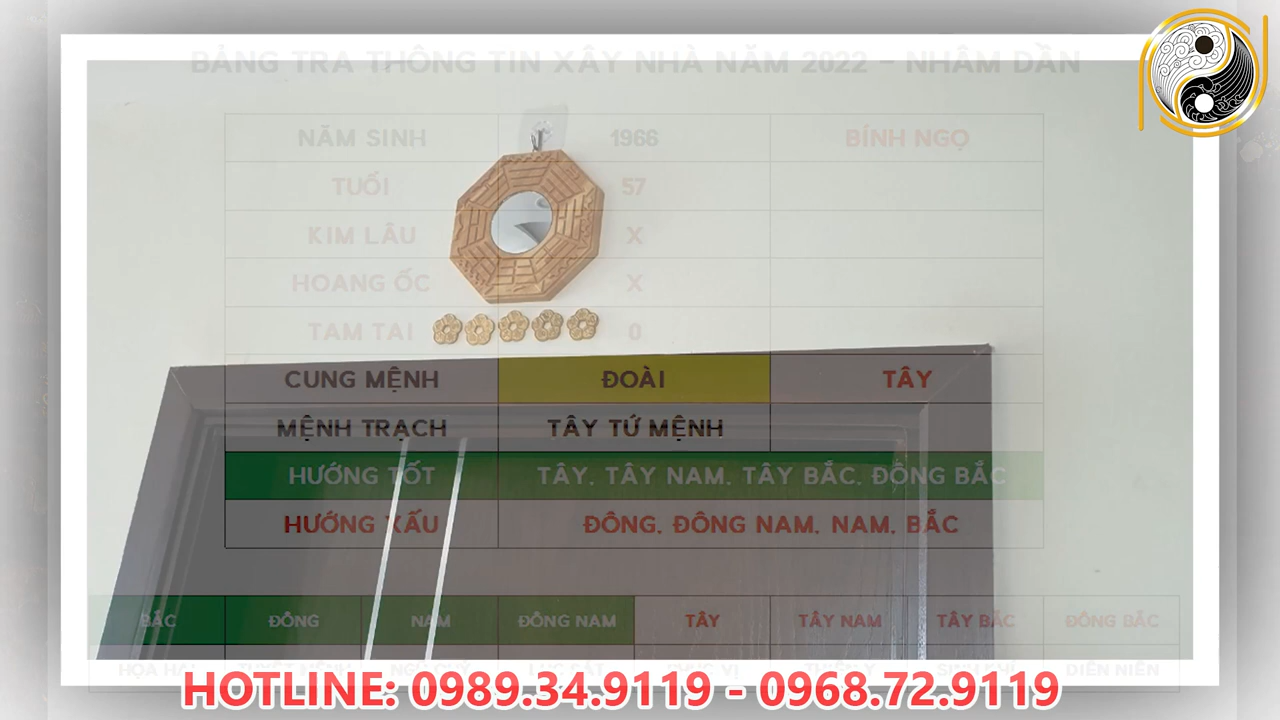 BẢNG TRA THÔNG TIN XÂY NHÀ NĂM 2022 - NHÂM DẦN
NĂM SINH 1966 BÍNH NGỌ
TUỔI 57
KIM LÂU X
HOANG ỐC X
TAM TAI 0
CUNG MỆNH ĐOÀI TÂY
MỆNH TRẠCH TÂY TỨ MỆNH
HƯỚNG TỐT TÂY, TÂY NAM, TÂY BẮC, ĐÔNG BẮC
HƯỚNG XẤU ĐÔNG, ĐÔNG NAM, NAM, BẮC
BẮC ĐÔNG NAM ĐÔNG NAM TÂY TÂY NAM TÂY BẮC ĐÔNG BẮC
HỌA HẠI TUYỆT MỆNH NGŨ QUỶ LỤC SÁT PHỤC VỊ THIÊN Y SINH KHÍ DIÊN NIÊN
HOTLINE: 0989.34.9119 - 0968.72.9119